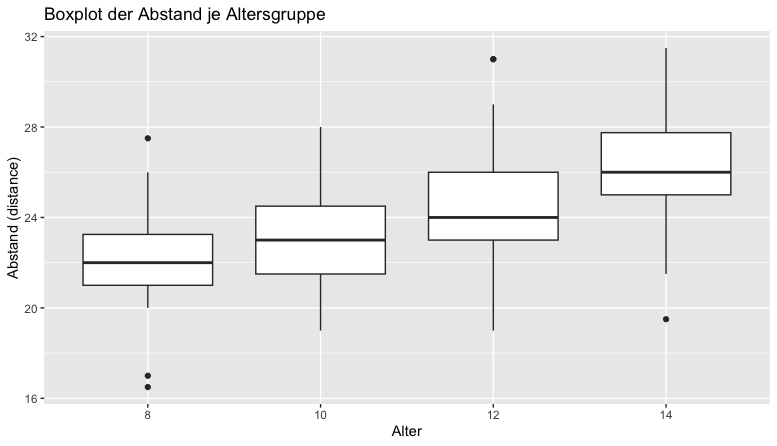 Boxplot der Abstand je Altersgruppe
Abstand (distance)
32
28
24
20
16
8 10 12 14
Alter